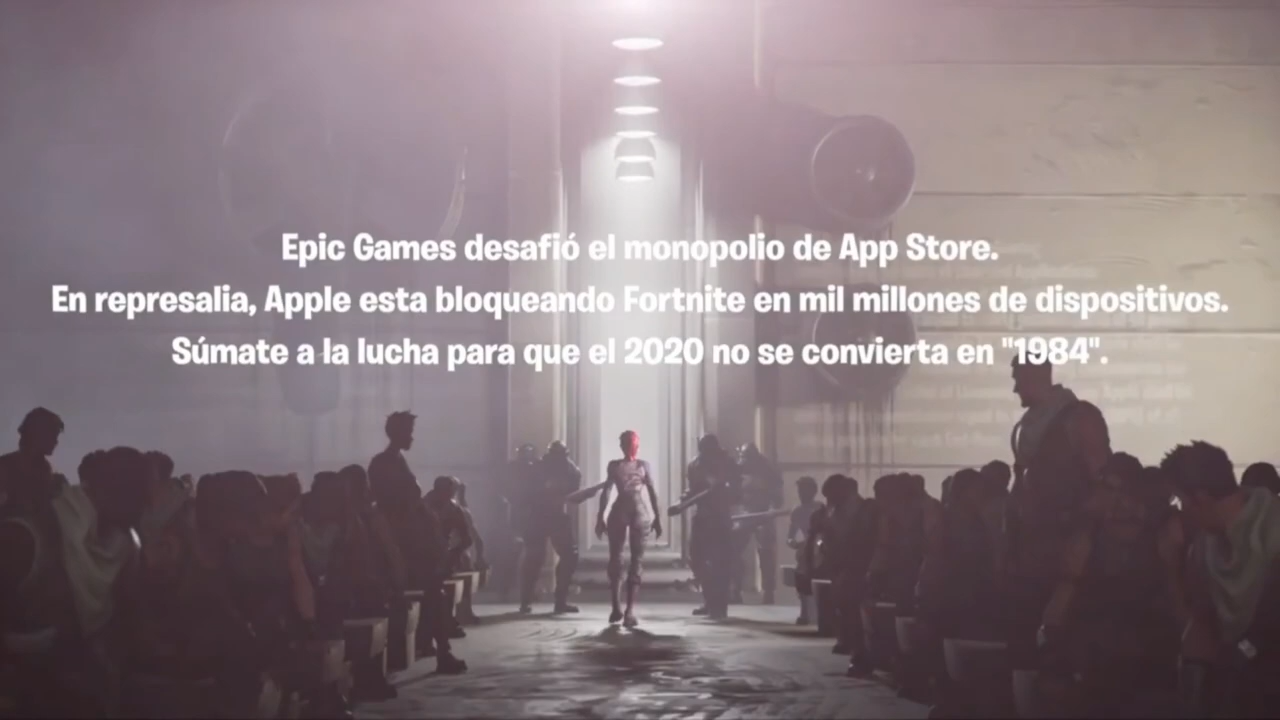 Epic Games desafió el monopolio de App Store.
En represalia, Apple esta bloqueando Fortnite en mil millones de dispositivos.
Súmate a la lucha para que el 2020 no se convierta en "1984".